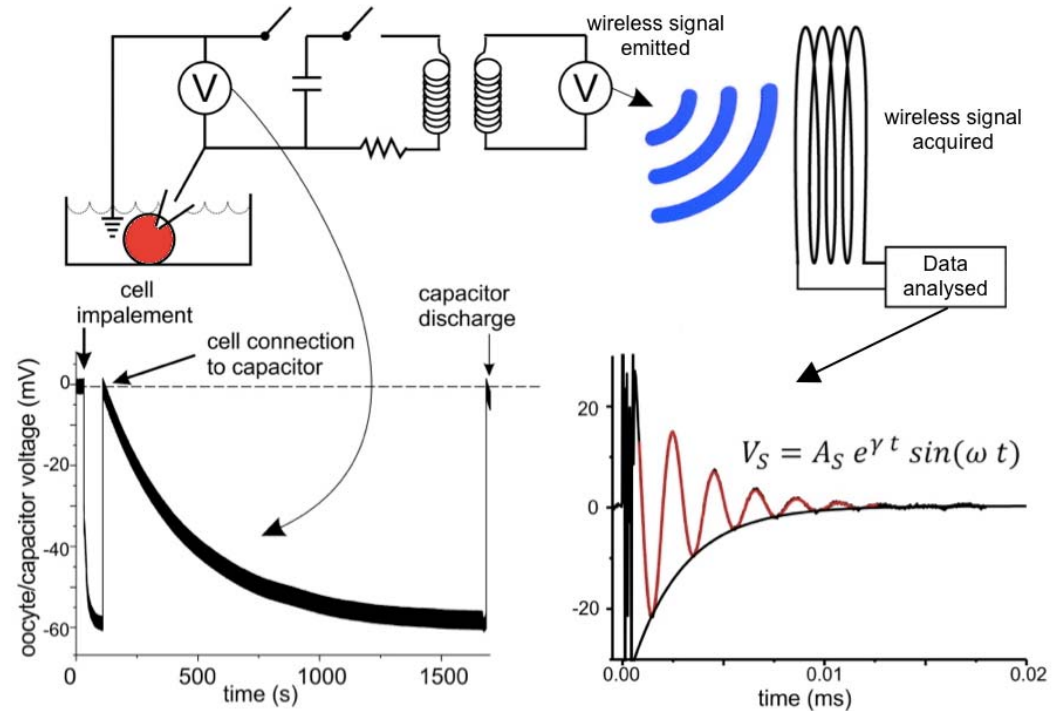 wireless signal
emitted
V
V
wireless signal
acquired
Data
analysed
cell
impalement
capacitor
discharge
cell connection
to capacitor
oocyte/capacitor voltage (mV)
0
-20
-40
-60
0
500
1000
1500
time (s)
V_S = A_S e^{γ t} sin(ω t)
20
0
-20
0.00
0.01
0.02
time (ms)